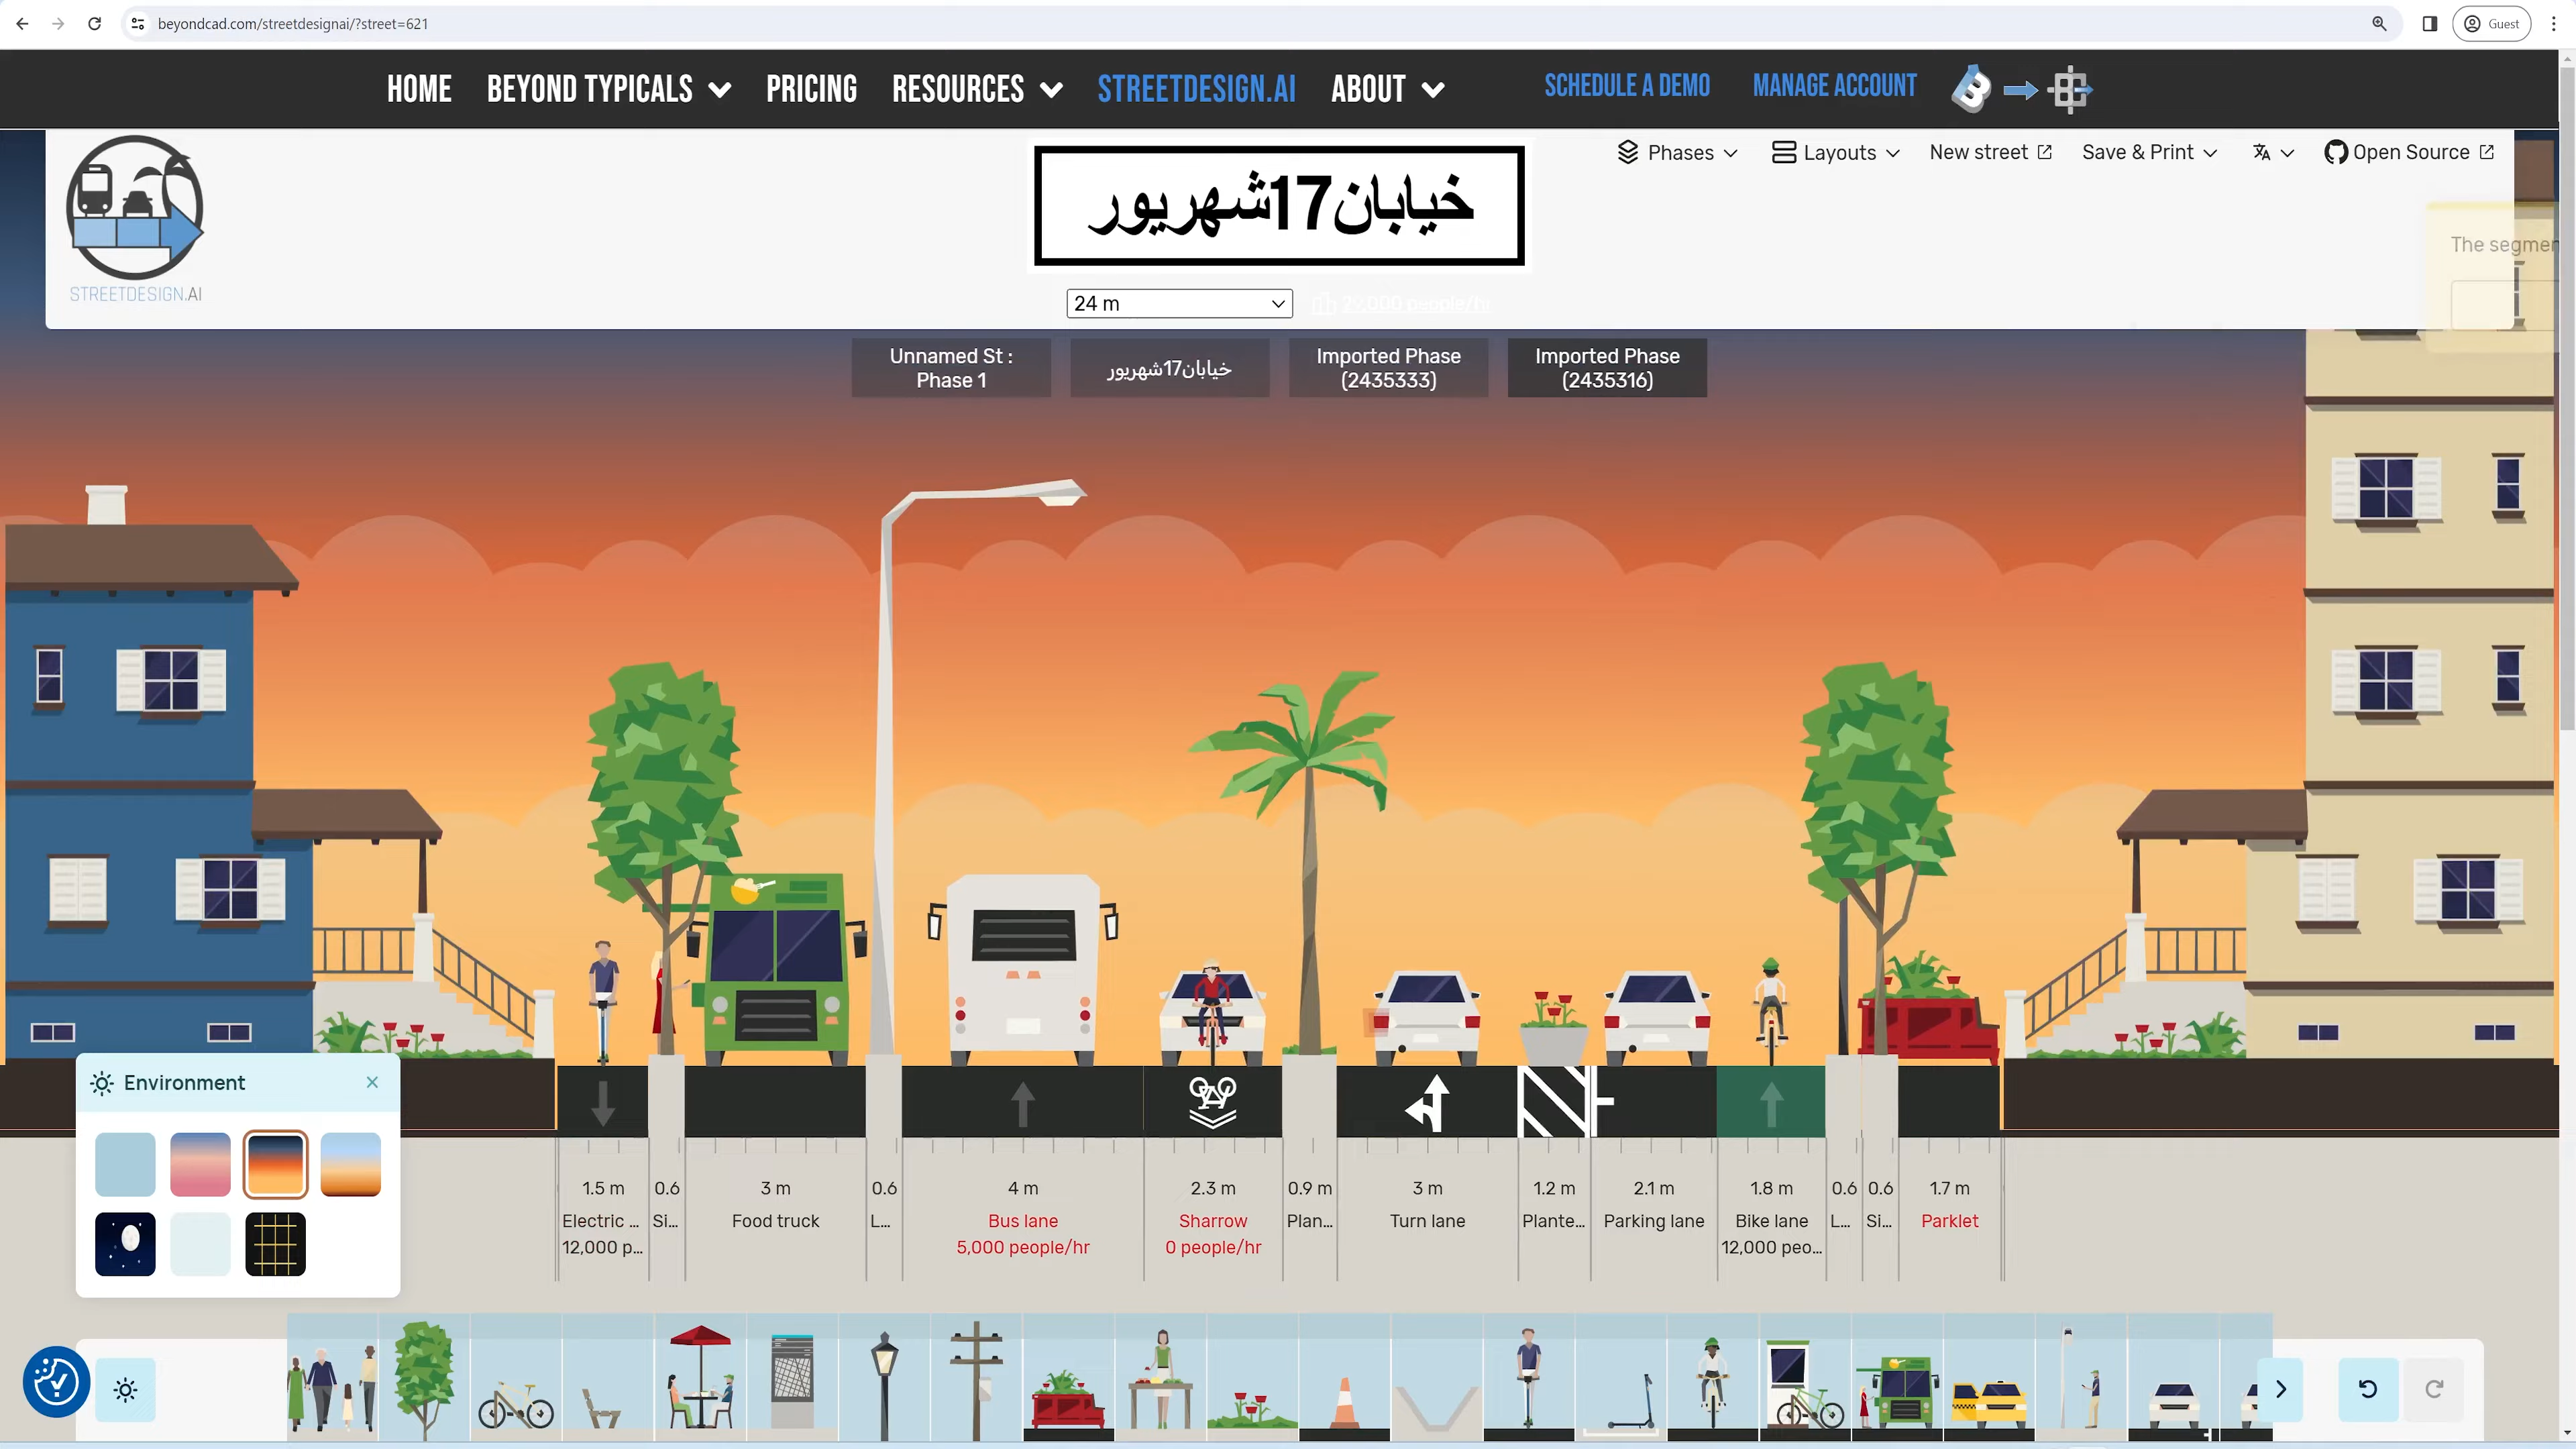 beyondcad.com/streetdesignai/?street=621
Guest
HOME BEYOND TYPICALS PRICING RESOURCES STREETDESIGN.AI ABOUT SCHEDULE A DEMO MANAGE ACCOUNT
Phases Layouts New street Save & Print Open Source
خیابان17شهریور
STREETDESIGN.AI
24 m 29,000 people/hr
Unnamed St :
Phase 1
خیابان17شهریور
Imported Phase
(2435333)
Imported Phase
(2435316)
Environment
1.5 m 0.6 3 m 0.6 4 m 2.3 m 0.9 m 3 m 1.2 m 2.1 m 1.8 m 0.6 0.6 1.7 m
Electric ... Si... Food truck L... Bus lane Sharrow Plan... Turn lane Plante... Parking lane Bike lane L... Si... Parklet
12,000 p... 5,000 people/hr 0 people/hr 12,000 peo...